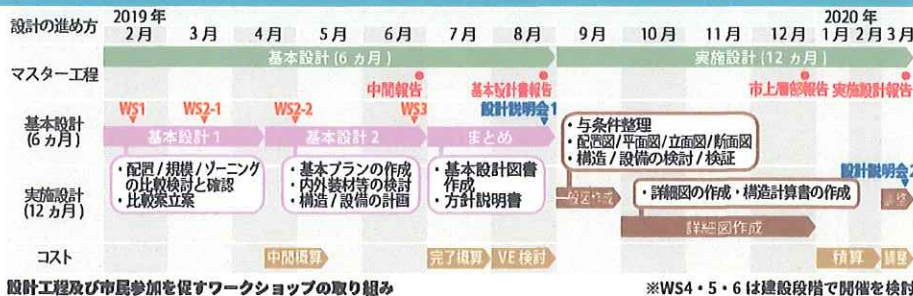 設計の進め方
2019年
2月 3月 4月 5月 6月 7月 8月 9月 10月 11月 12月
2020年
1月 2月 3月
マスター工程
基本設計(6ヵ月)
実施設計(12ヵ月)
中間報告
基本設計書報告
市上層部報告
実施設計報告
基本設計
(6ヵ月)
WS1
WS2-1
WS2-2
WS3
設計説明会1
基本設計1
基本設計2
まとめ
・配置/規模/ゾーニング
の比較検討と確認
・比較案立案
・基本プランの作成
・内外装材等の検討
・構造/設備の計画
・基本設計図書
作成
・方針説明書
・与条件整理
・配置図/平面図/立面図/断面図
・構造/設備の検討/検証
実施設計
(12ヵ月)
般図作成
・詳細図の作成・構造計算書の作成
詳細図作成
設計説明会2
コスト
中間概算
完了概算
VE検討
積算
調整
設計工程及び市民参加を促すワークショップの取り組み
※WS4・5・6は建設段階で開催を検討